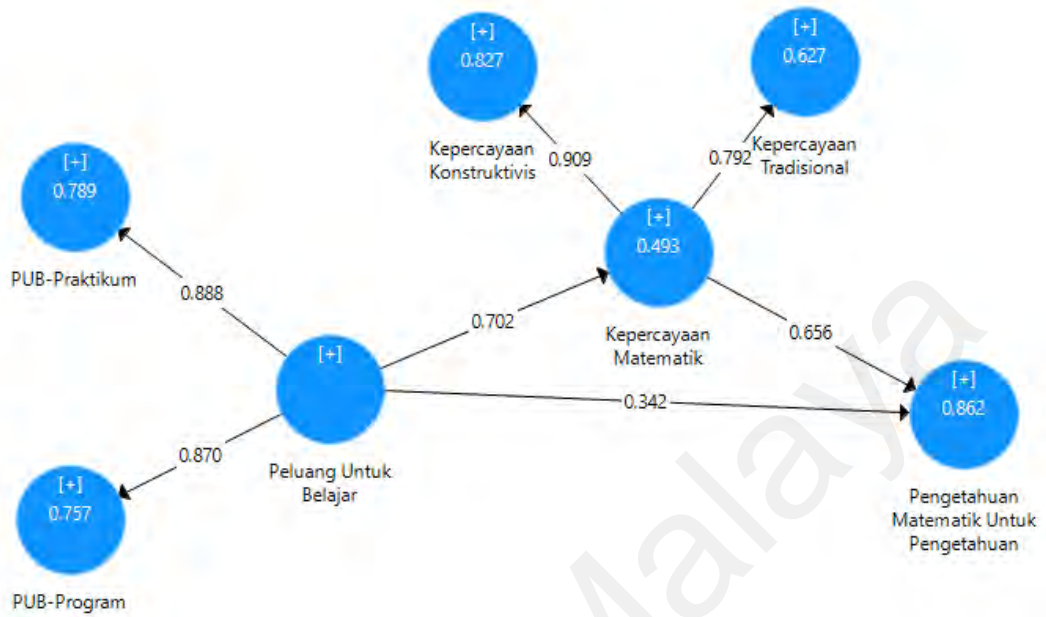 [+]
0.827
Kepercayaan
Konstruktivis
[+]
0.627
Kepercayaan
Tradisional
0.909
0.792
[+]
0.789
PUB-Praktikum
[+]
0.493
Kepercayaan
Matematik
0.888
0.702
0.656
[+]
Peluang Untuk
Belajar
0.342
[+]
0.862
Pengetahuan
Matematik Untuk
Pengetahuan
0.870
[+]
0.757
PUB-Program
Malaya